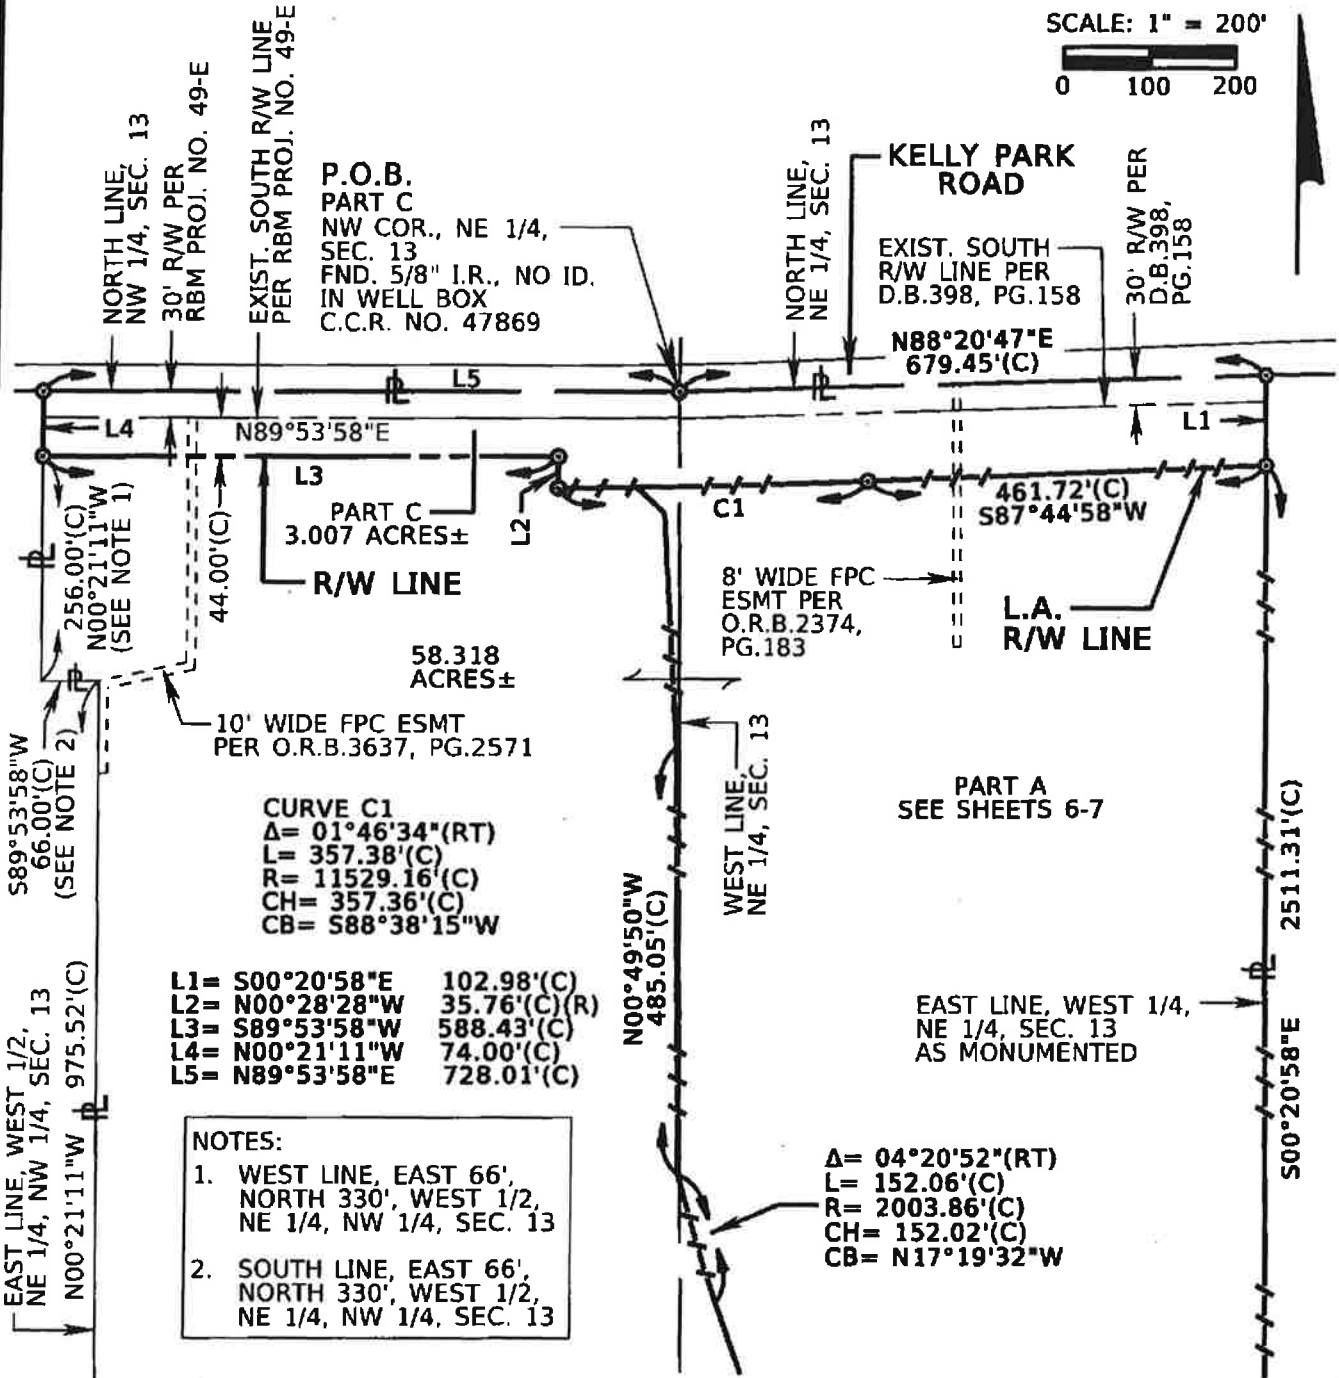 SCALE: 1" = 200'
0 100 200
NORTH LINE,
NW 1/4, SEC. 13
30' R/W PER
RBM PROJ. NO. 49-E
EXIST. SOUTH R/W LINE
PER RBM PROJ. NO. 49-E
P.O.B.
PART C
NW COR., NE 1/4,
SEC. 13
FND. 5/8" I.R., NO ID.
IN WELL BOX
C.C.R. NO. 47869
NORTH LINE,
NE 1/4, SEC. 13
KELLY PARK
ROAD
EXIST. SOUTH
R/W LINE PER
D.B.398, PG.158
30' R/W PER
D.B.398,
PG.158
N88°20'47"E
679.45'(C)
L5
L4
N89°53'58"E
L1
L3
L2
C1
461.72'(C)
S87°44'58"W
256.00'(C)
N00°21'11"W
(SEE NOTE 1)
44.00'(C)
PART C
3.007 ACRES±
R/W LINE
8' WIDE FPC
ESMT PER
O.R.B.2374,
PG.183
L.A.
R/W LINE
58.318
ACRES±
10' WIDE FPC ESMT
PER O.R.B.3637, PG.2571
S89°53'58"W
66.00'(C)
(SEE NOTE 2)
WEST LINE,
NE 1/4, SEC. 13
PART A
SEE SHEETS 6-7
CURVE C1
Δ= 01°46'34"(RT)
L= 357.38'(C)
R= 11529.16'(C)
CH= 357.36'(C)
CB= S88°38'15"W
N00°49'50"W
485.05'(C)
2511.31'(C)
S00°20'58"E
L1= S00°20'58"E 102.98'(C)
L2= N00°28'28"W 35.76'(C)(R)
L3= S89°53'58"W 588.43'(C)
L4= N00°21'11"W 74.00'(C)
L5= N89°53'58"E 728.01'(C)
EAST LINE, WEST 1/4,
NE 1/4, SEC. 13
AS MONUMENTED
EAST LINE, WEST 1/2,
NE 1/4, NW 1/4, SEC. 13
N00°21'11"W 975.52'(C)
NOTES:
1. WEST LINE, EAST 66',
NORTH 330', WEST 1/2,
NE 1/4, NW 1/4, SEC. 13
2. SOUTH LINE, EAST 66',
NORTH 330', WEST 1/2,
NE 1/4, NW 1/4, SEC. 13
Δ= 04°20'52"(RT)
L= 152.06'(C)
R= 2003.86'(C)
CH= 152.02'(C)
CB= N17°19'32"W